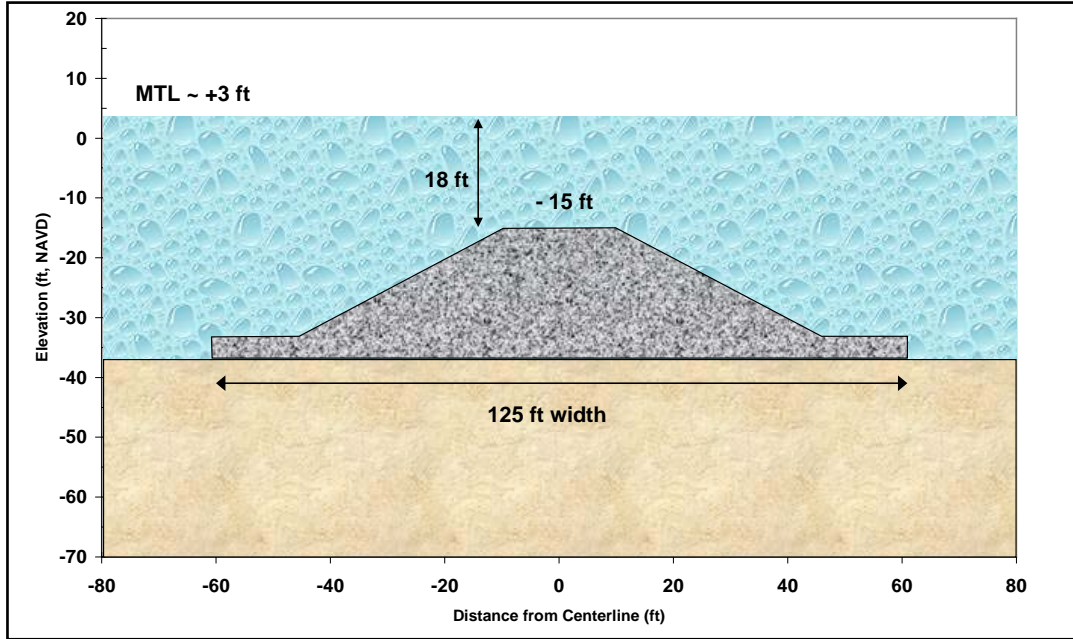 20
10
0
-10
-20
-30
-40
-50
-60
-70
Elevation (ft, NAVD)
MTL ~ +3 ft
18 ft
- 15 ft
125 ft width
-80 -60 -40 -20 0 20 40 60 80
Distance from Centerline (ft)